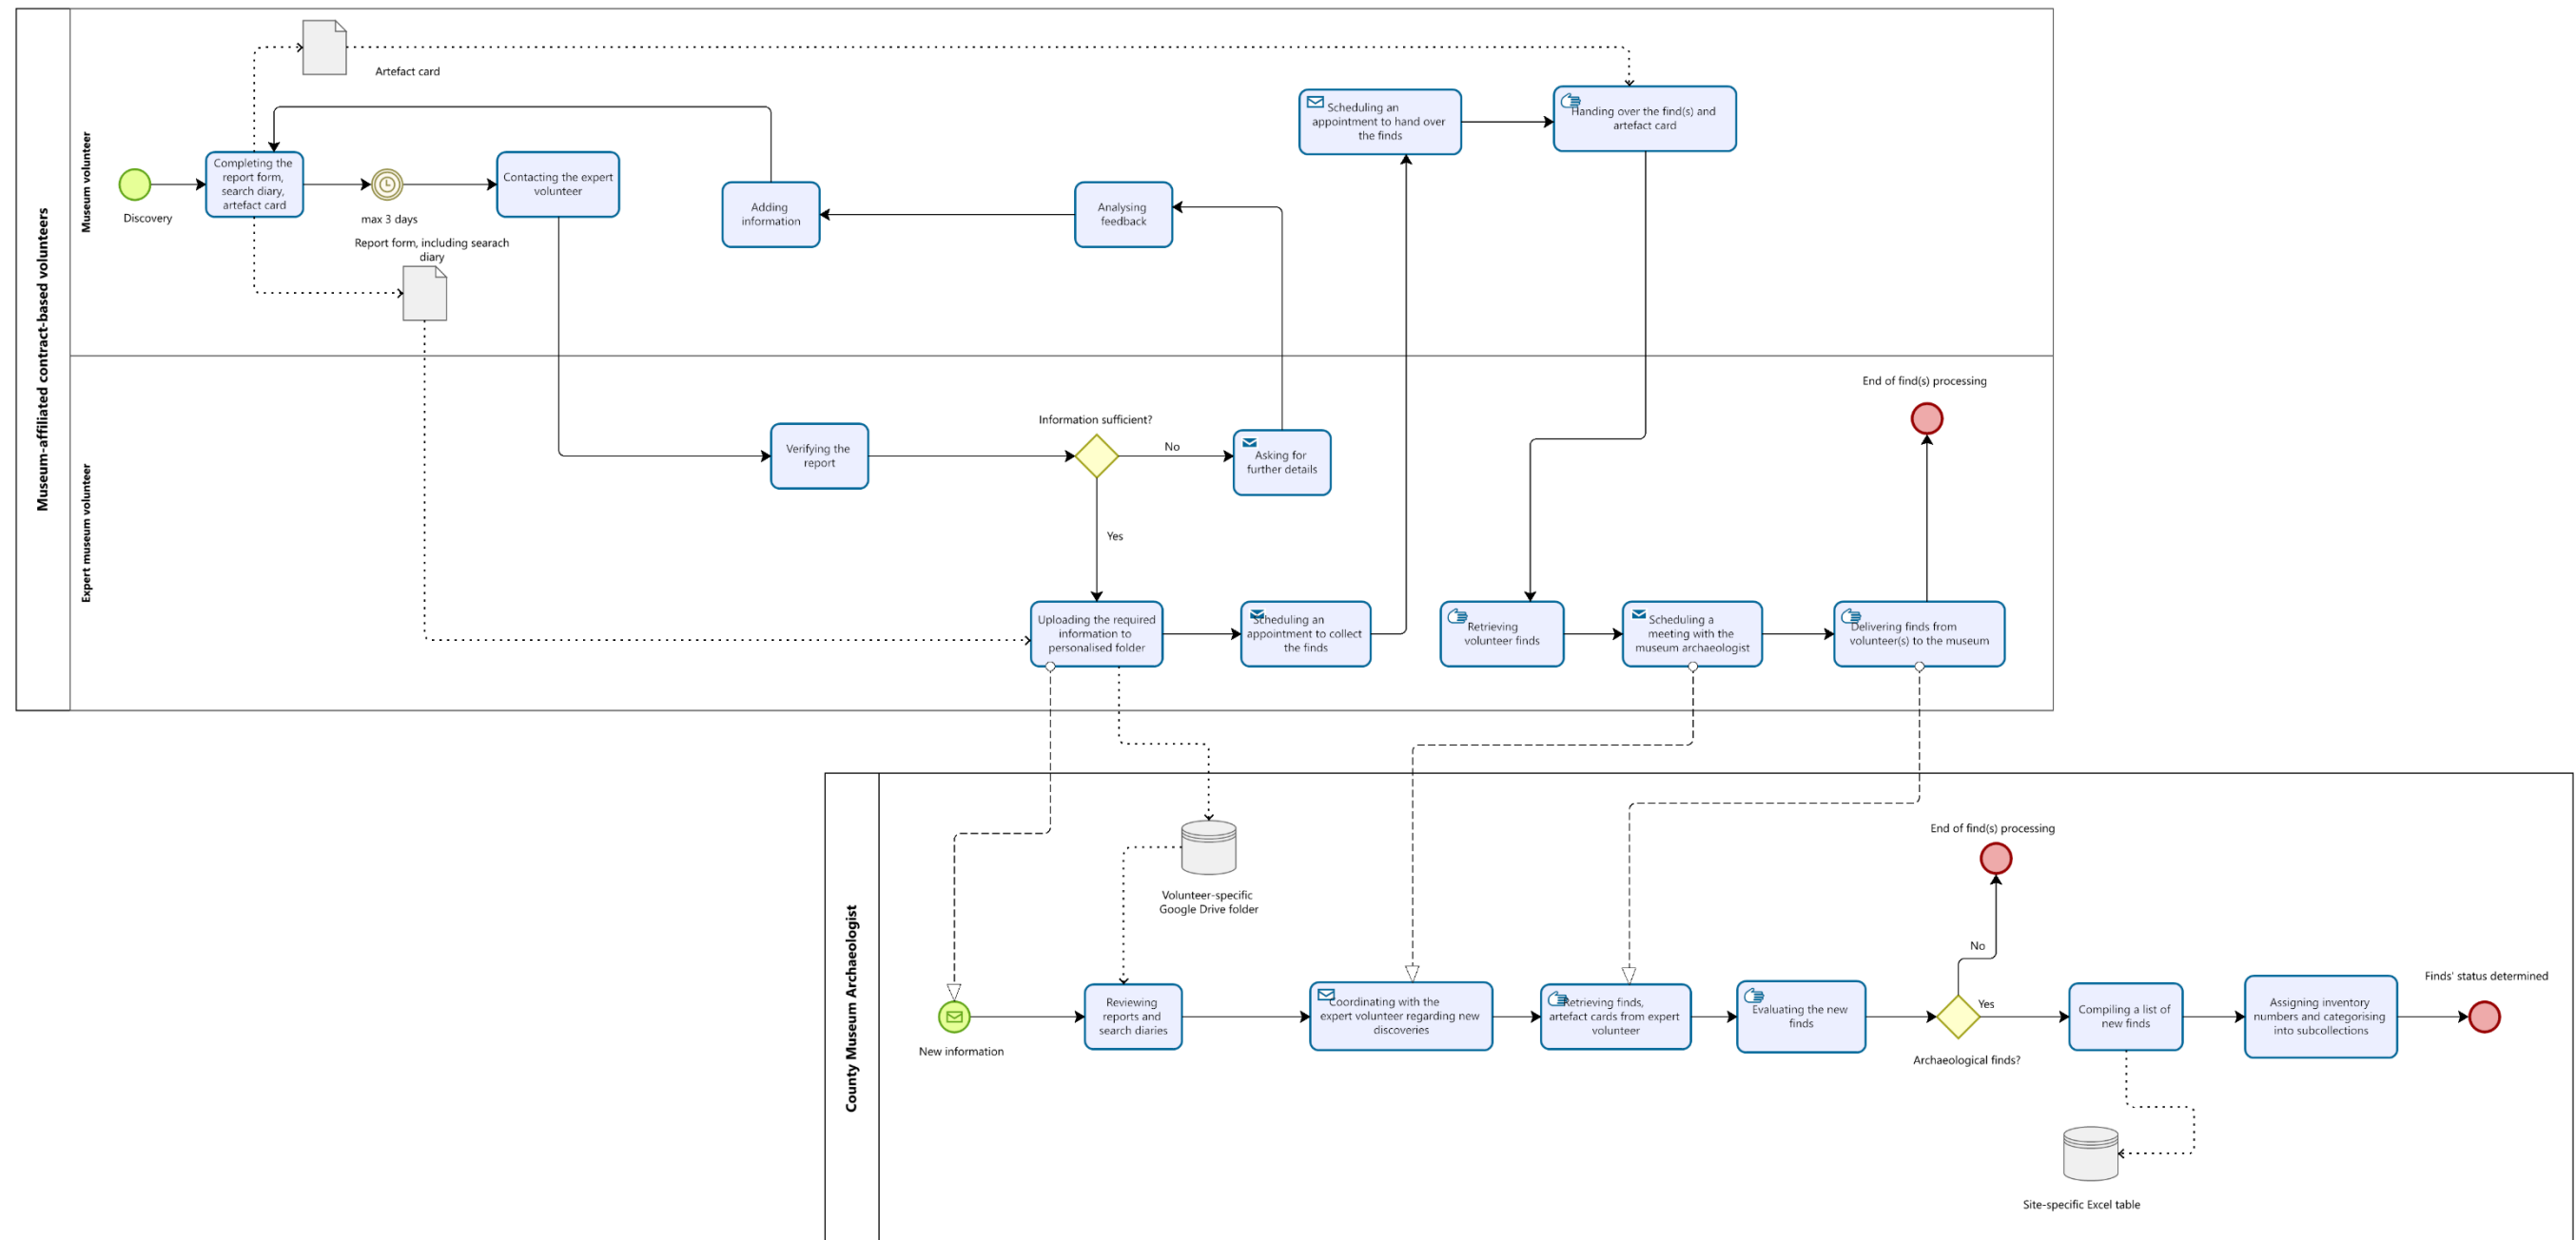 Museum-affiliated contract-based volunteers
Museum volunteer
Artefact card
Discovery
Completing the
report form,
search diary,
artefact card
max 3 days
Contacting the expert
volunteer
Report form, including searach
diary
Adding
information
Analysing
feedback
Scheduling an
appointment to hand over
the finds
Handing over the find(s) and
artefact card
Expert museum volunteer
Verifying the
report
Information sufficient?
No
Asking for
further details
Yes
Uploading the required
information to
personalised folder
Scheduling an
appointment to collect
the finds
Retrieving
volunteer finds
Scheduling a
meeting with the
museum archaeologist
Delivering finds from
volunteer(s) to the museum
End of find(s) processing
County Museum Archaeologist
New information
Volunteer-specific
Google Drive folder
Reviewing
reports and
search diaries
Coordinating with the
expert volunteer regarding new
discoveries
Retrieving finds,
artefact cards from expert
volunteer
Evaluating the new
finds
Archaeological finds?
No
End of find(s) processing
Yes
Compiling a list of
new finds
Site-specific Excel table
Assigning inventory
numbers and categorising
into subcollections
Finds' status determined